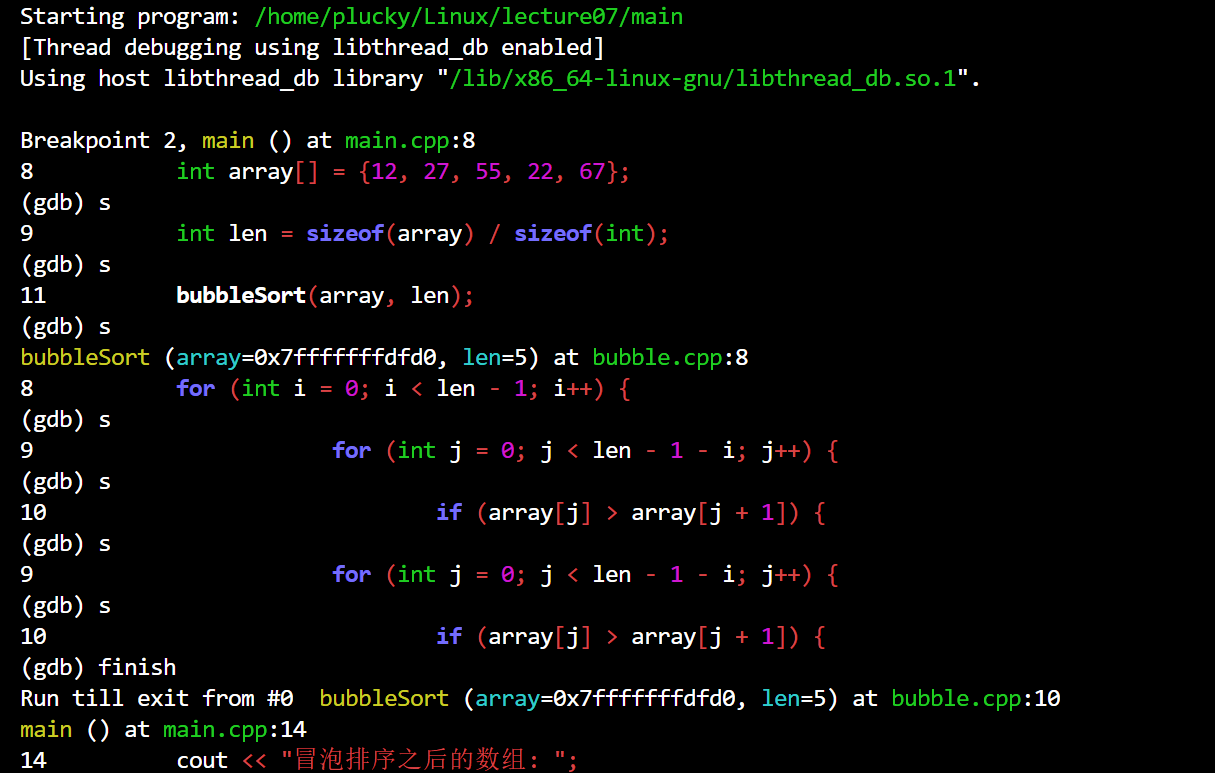 Starting program: /home/plucky/Linux/lecture07/main
[Thread debugging using libthread_db enabled]
Using host libthread_db library "/lib/x86_64-linux-gnu/libthread_db.so.1".
Breakpoint 2, main () at main.cpp:8
8 int array[] = {12, 27, 55, 22, 67};
(gdb) s
9 int len = sizeof(array) / sizeof(int);
(gdb) s
11 bubbleSort(array, len);
(gdb) s
bubbleSort (array=0x7fffffffdfd0, len=5) at bubble.cpp:8
8 for (int i = 0; i < len - 1; i++) {
(gdb) s
9 for (int j = 0; j < len - 1 - i; j++) {
(gdb) s
10 if (array[j] > array[j + 1]) {
(gdb) s
9 for (int j = 0; j < len - 1 - i; j++) {
(gdb) s
10 if (array[j] > array[j + 1]) {
(gdb) finish
Run till exit from #0  bubbleSort (array=0x7fffffffdfd0, len=5) at bubble.cpp:10
main () at main.cpp:14
14 cout << "冒泡排序之后的数组: ";